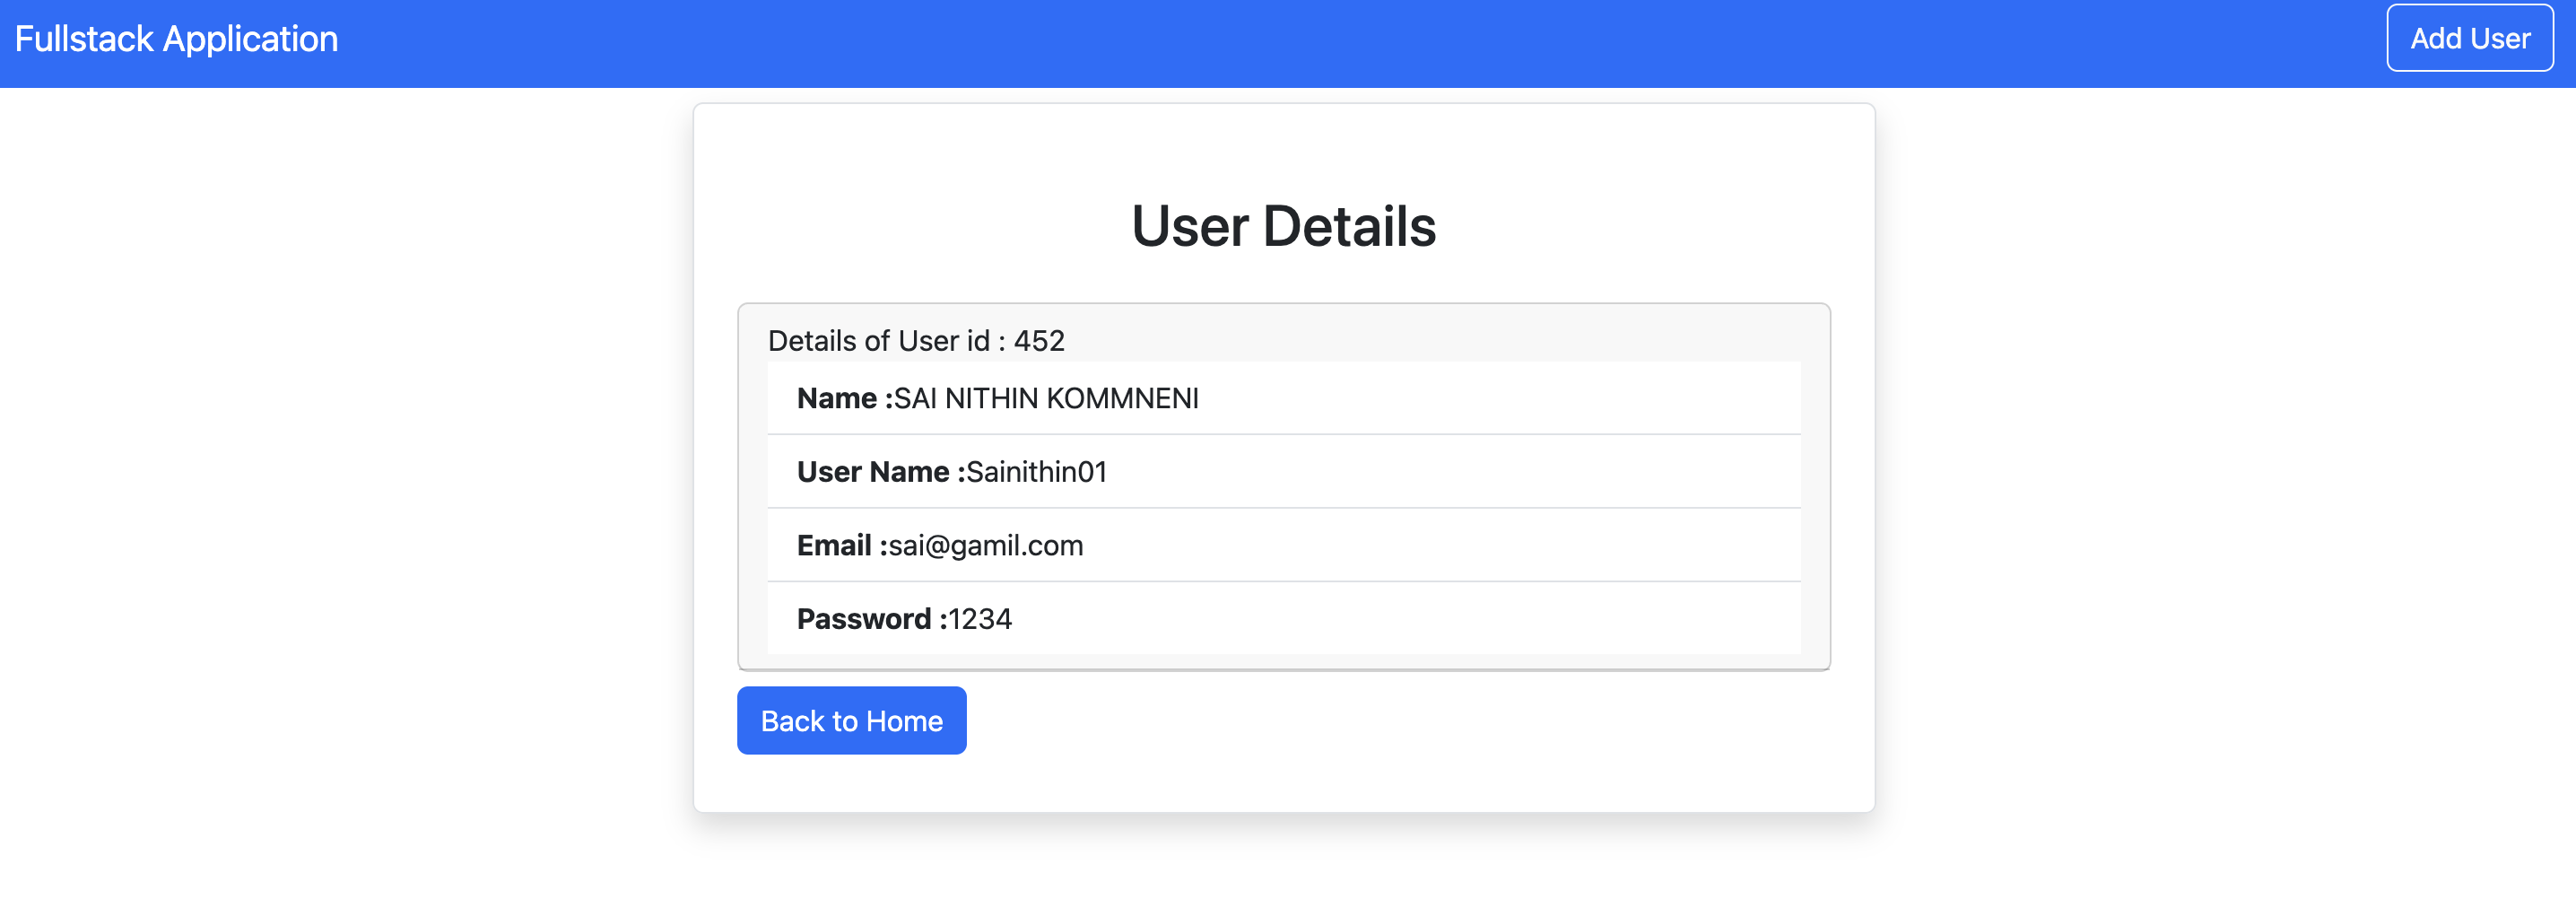 Fullstack Application
Add User
User Details
Details of User id : 452
Name :SAI NITHIN KOMMNENI
User Name :Sainithin01
Email :sai@gamil.com
Password :1234
Back to Home